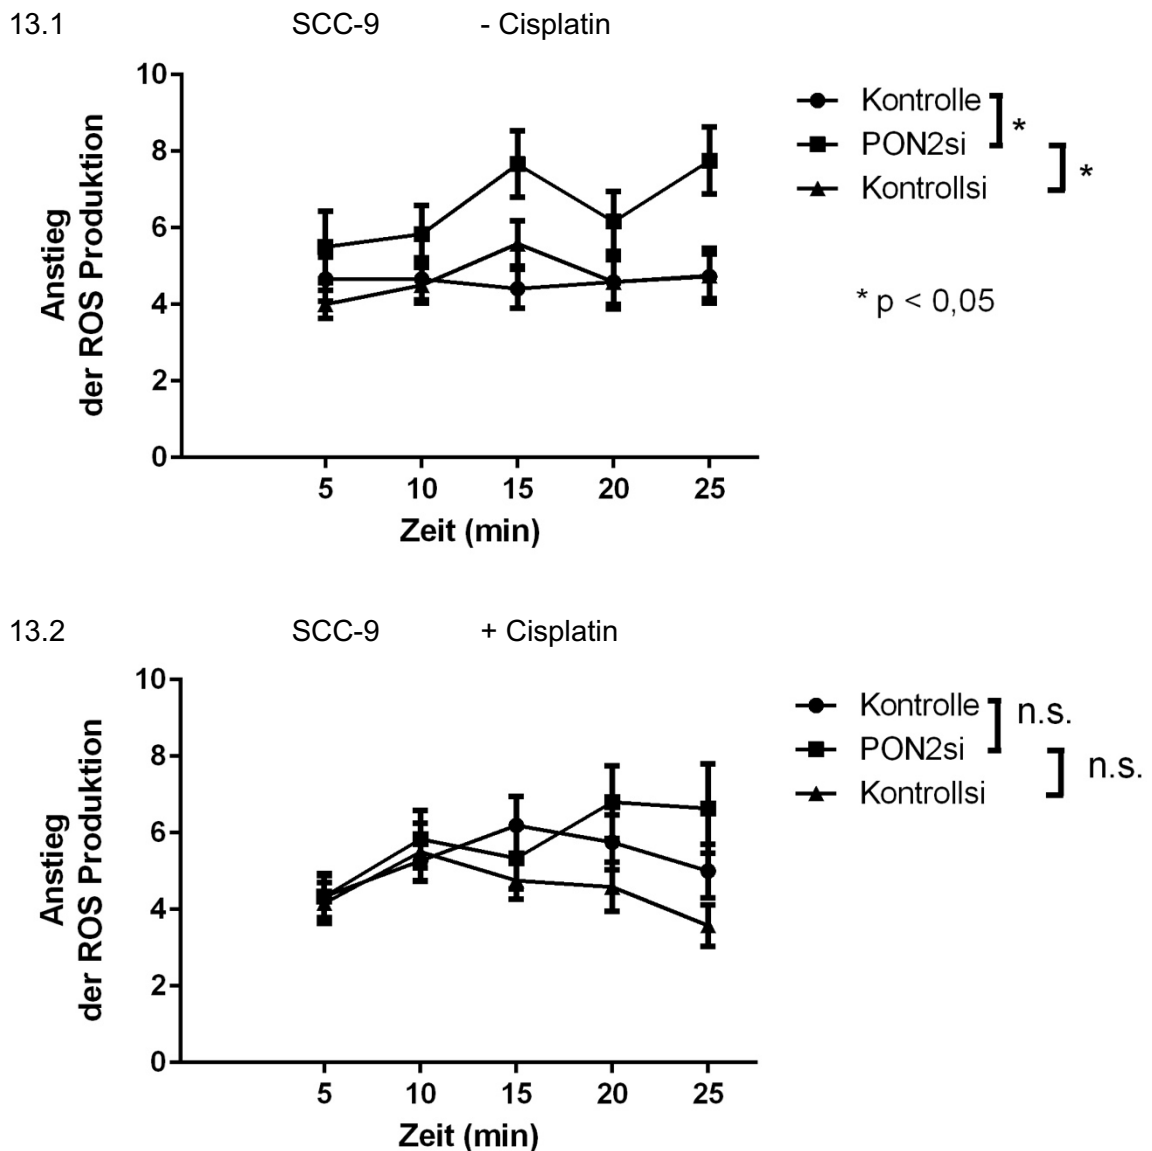 13.1 SCC-9 - Cisplatin
10
8
6
4
2
0
Anstieg
der ROS Produktion
5 10 15 20 25
Zeit (min)
Kontrolle
PON2si
Kontrollsi
*
*
* p < 0,05
13.2 SCC-9 + Cisplatin
10
8
6
4
2
0
Anstieg
der ROS Produktion
5 10 15 20 25
Zeit (min)
Kontrolle
PON2si
Kontrollsi
n.s.
n.s.